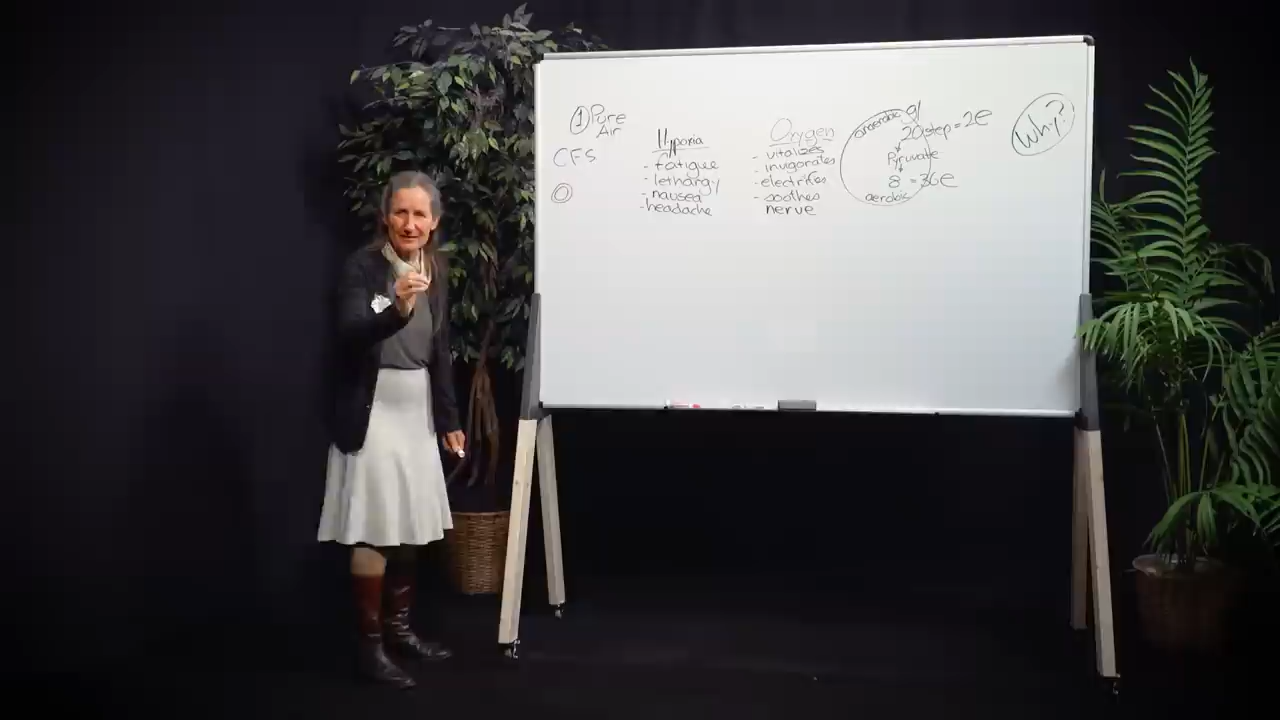 ① Pure
Air
CFS
Hypoxia
- fatigue
- lethargy
- nausea
- headache
Oxygen
- vitalizes
- invigorates
- electrifies
- soothes
nerve
anaerobic
gl
20 step = 2e
Pyruvate
8 = 36e
aerobic
Why?